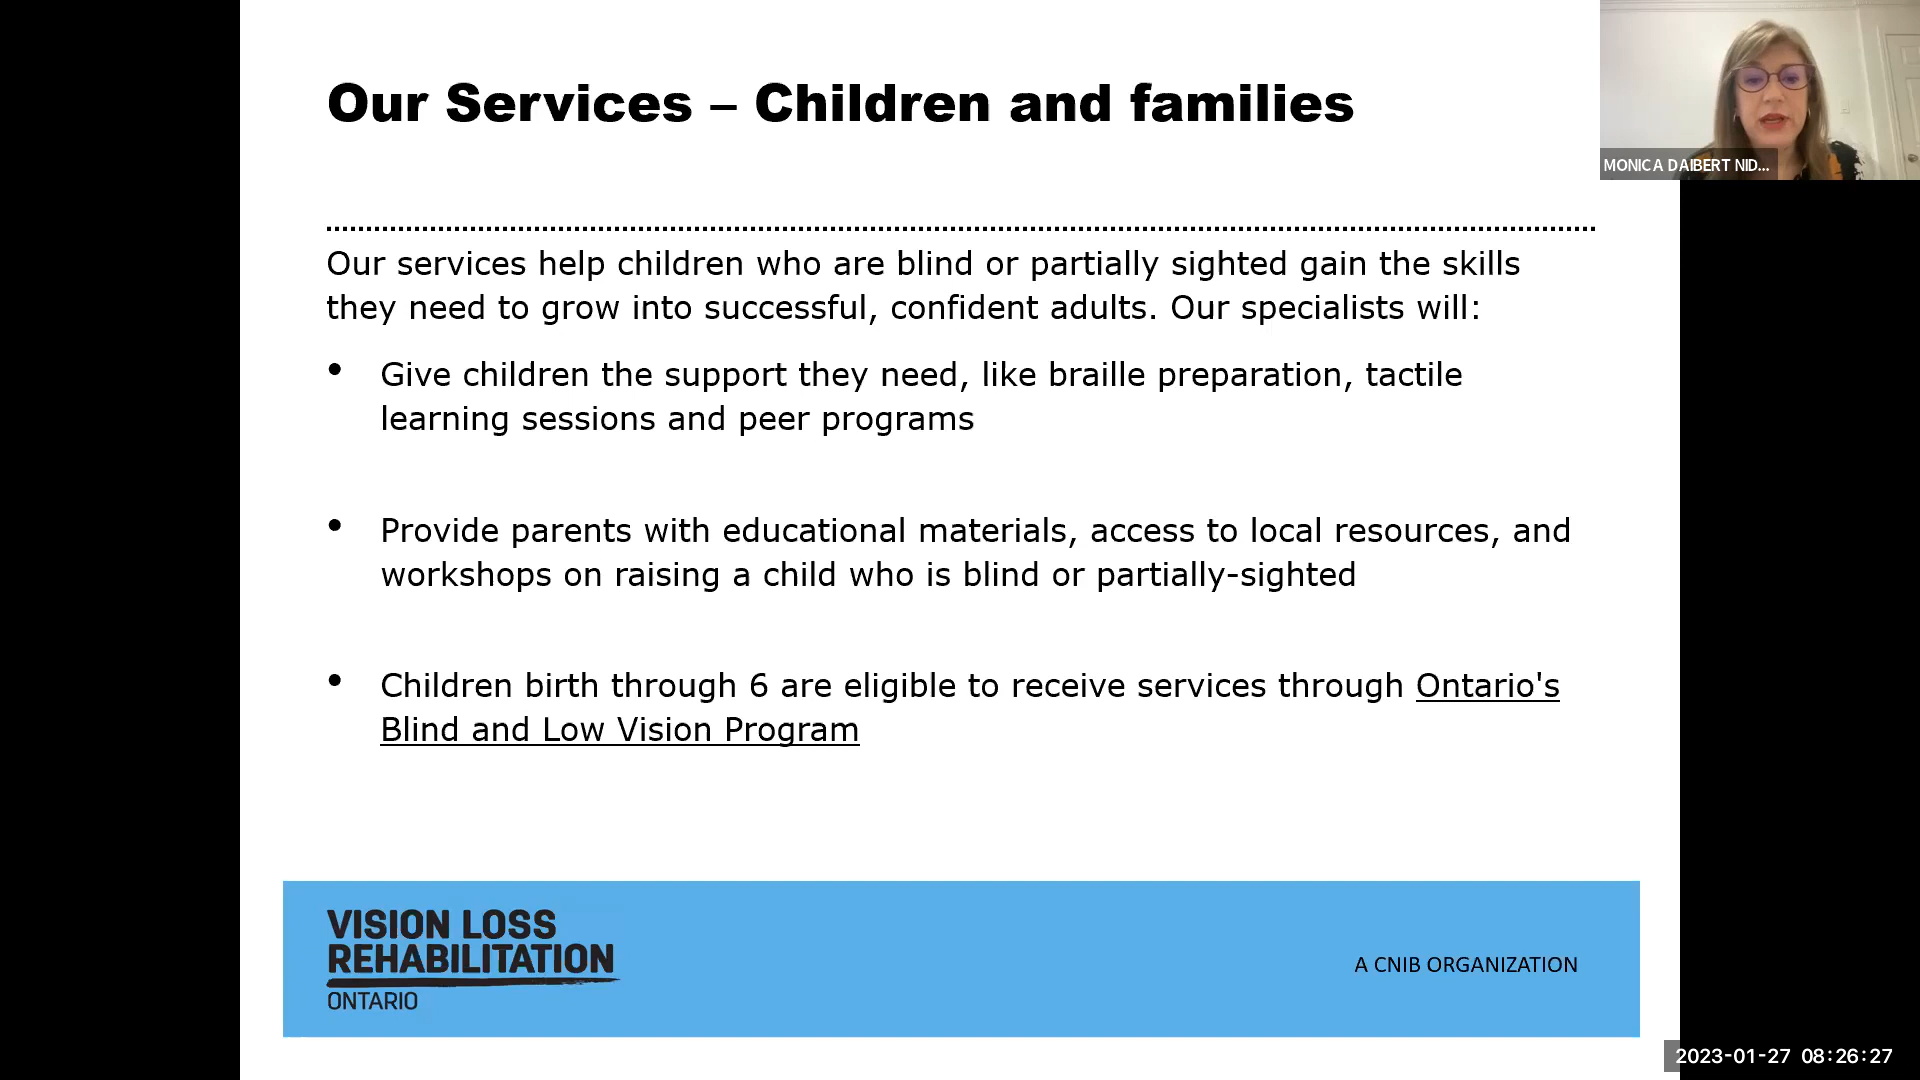 Our Services – Children and families
MONICA DAIBERT NID...
Our services help children who are blind or partially sighted gain the skills
they need to grow into successful, confident adults. Our specialists will:
• Give children the support they need, like braille preparation, tactile
learning sessions and peer programs
• Provide parents with educational materials, access to local resources, and
workshops on raising a child who is blind or partially-sighted
• Children birth through 6 are eligible to receive services through Ontario's
Blind and Low Vision Program
VISION LOSS
REHABILITATION
ONTARIO
A CNIB ORGANIZATION
2023-01-27 08:26:27